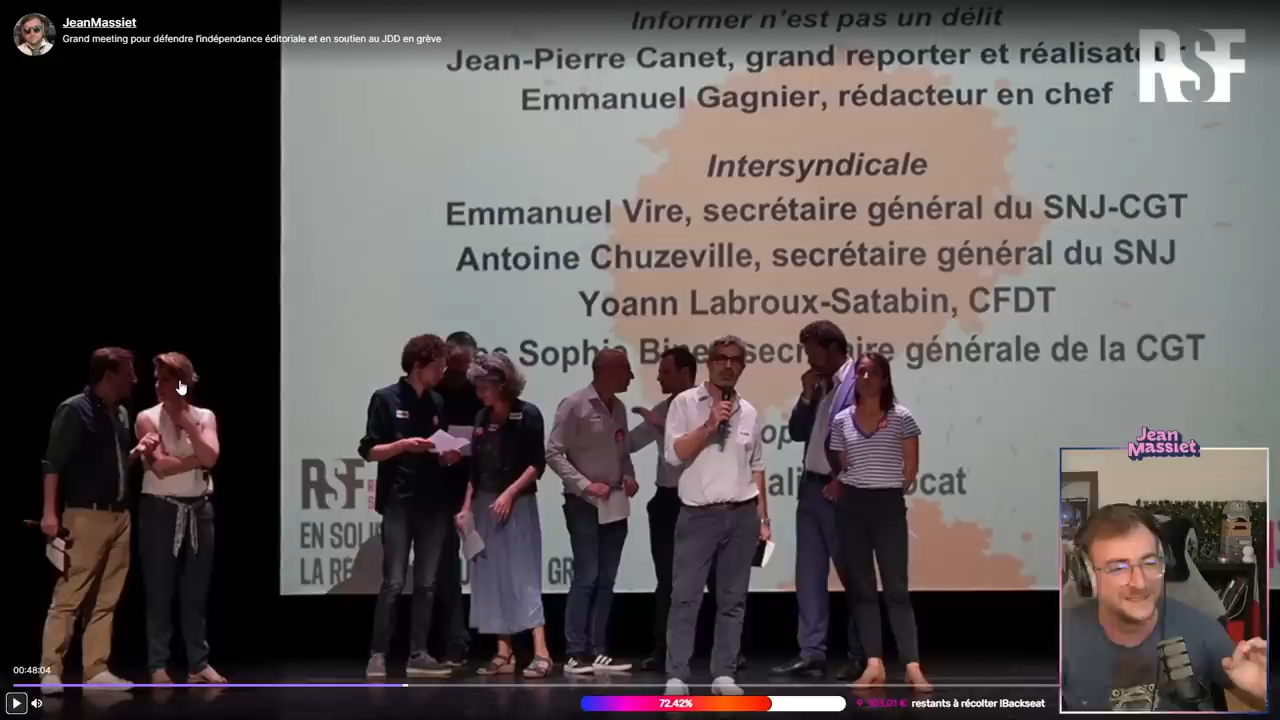 JeanMassiet
Grand meeting pour défendre l'indépendance éditoriale et en soutien au JDD en grève
Informer n'est pas un délit
Jean-Pierre Canet, grand reporter et réalisateur
Emmanuel Gagnier, rédacteur en chef
RSF
Intersyndicale
Emmanuel Vire, secrétaire général du SNJ-CGT
Antoine Chuzeville, secrétaire général du SNJ
Yoann Labroux-Satabin, CFDT
Sophie Binet, secrétaire générale de la CGT
RSF
EN SOLI
LA RÉ
GR
Jean
Massiet
00:48:04
72.42%
restants à récolter !Backseat